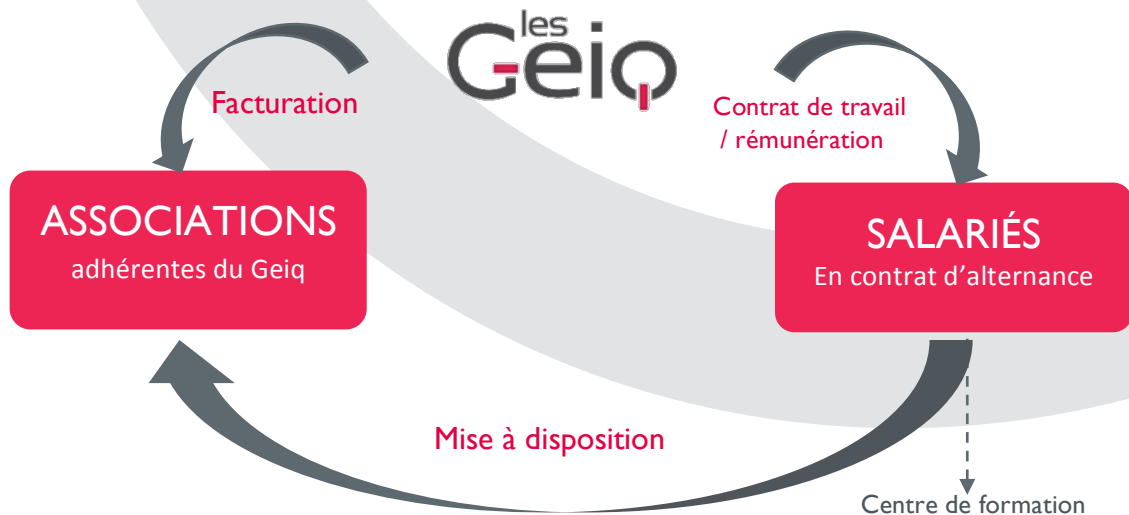 les
Geiq
Facturation
Contrat de travail
/ rémunération
ASSOCIATIONS
adhérentes du Geiq
SALARIÉS
En contrat d’alternance
Mise à disposition
Centre de formation